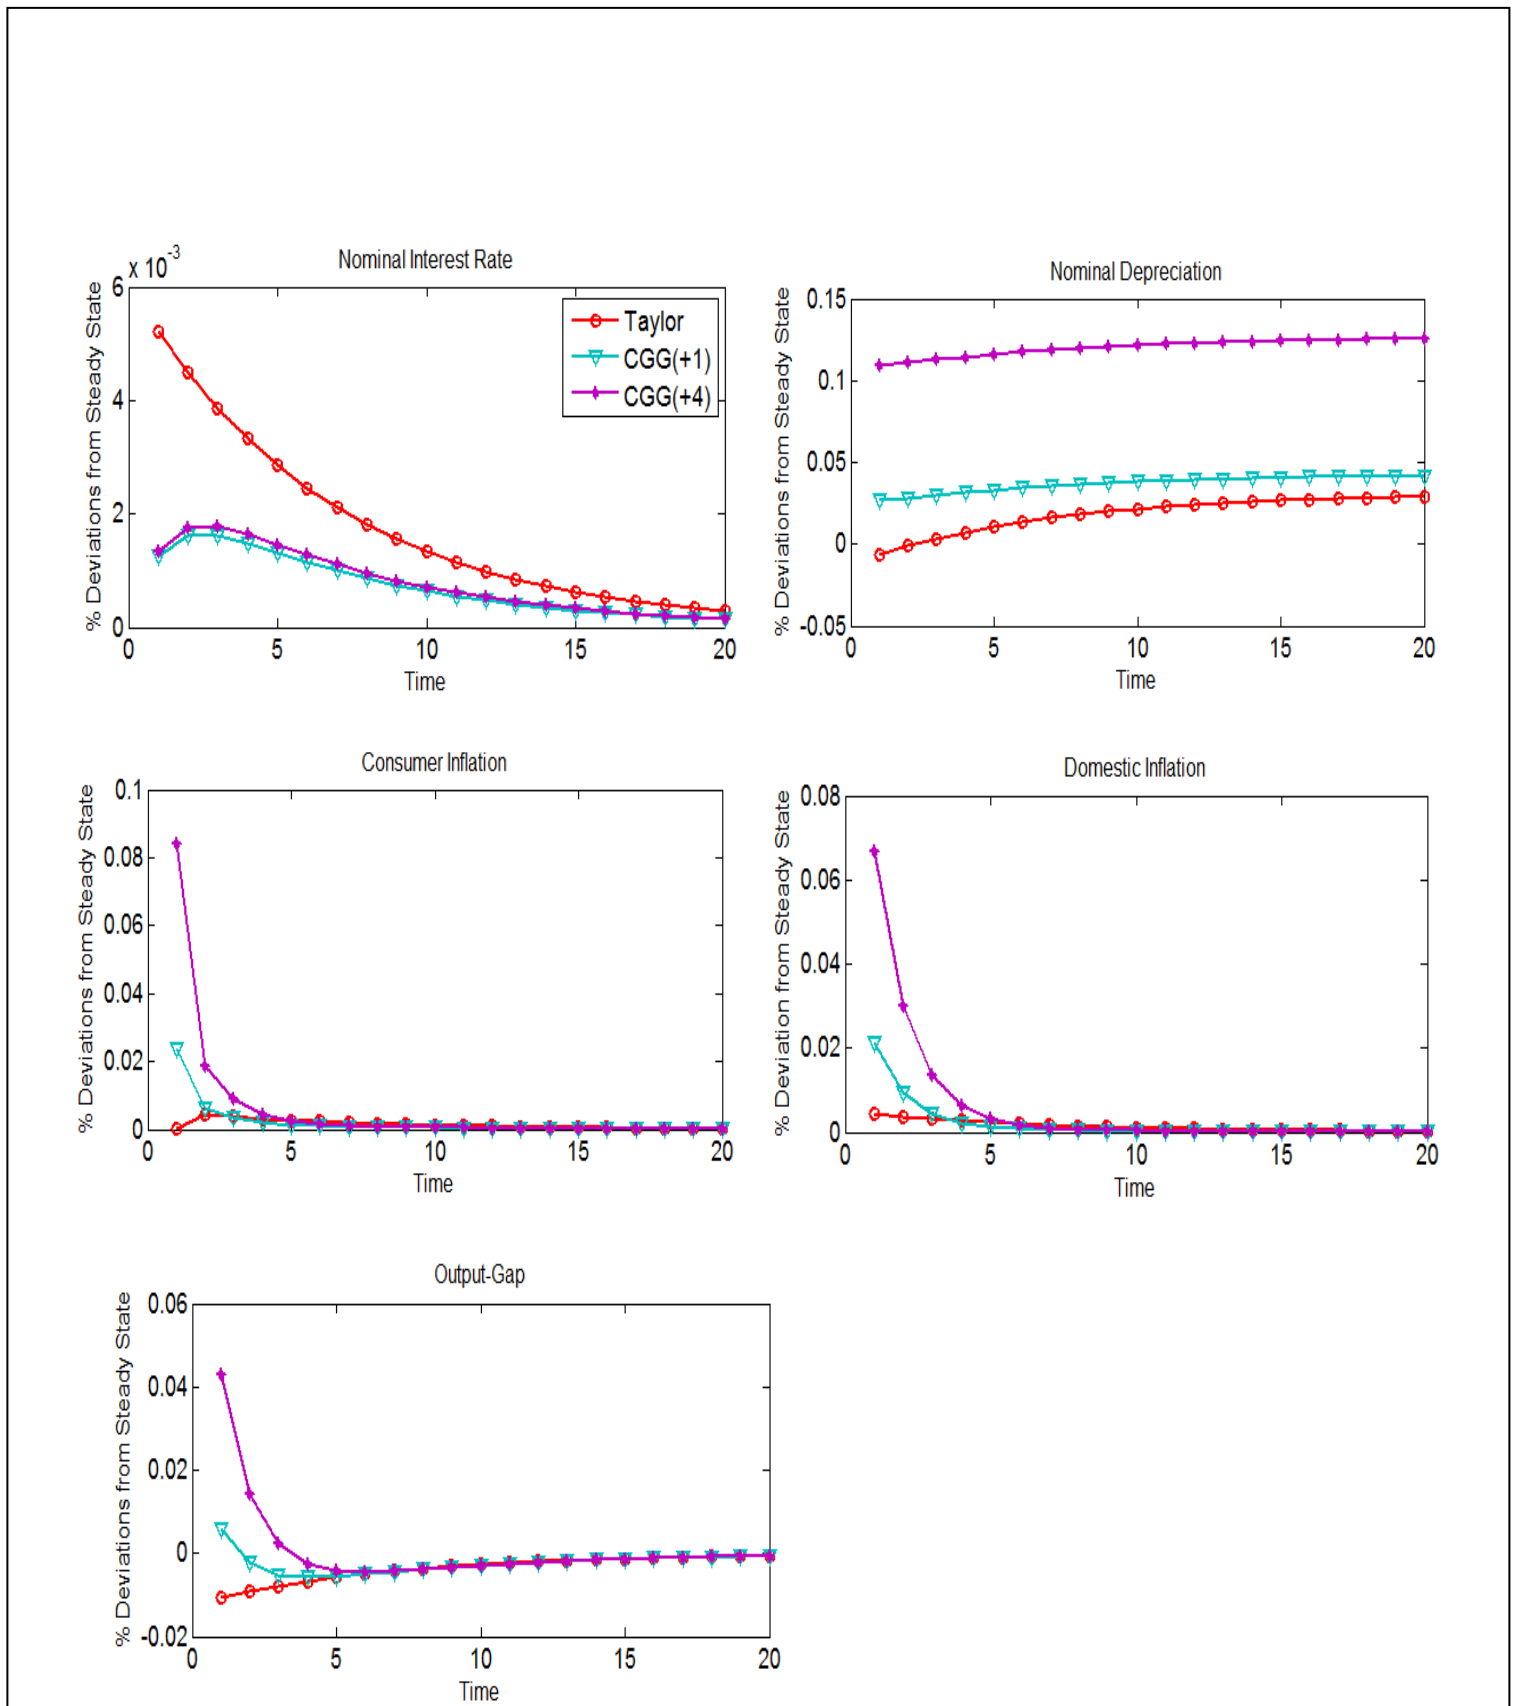 Nominal Interest Rate
x 10-3
6
4
2
0
% Deviations from Steady State
0 5 10 15 20
Time
Taylor
CGG(+1)
CGG(+4)
Nominal Depreciation
0.15
0.1
0.05
0
-0.05
% Deviations from Steady State
0 5 10 15 20
Time
Consumer Inflation
0.1
0.08
0.06
0.04
0.02
0
% Deviations from Steady State
0 5 10 15 20
Time
Domestic Inflation
0.08
0.06
0.04
0.02
0
% Deviation from Steady State
0 5 10 15 20
Time
Output-Gap
0.06
0.04
0.02
0
-0.02
% Deviations from Steady State
0 5 10 15 20
Time